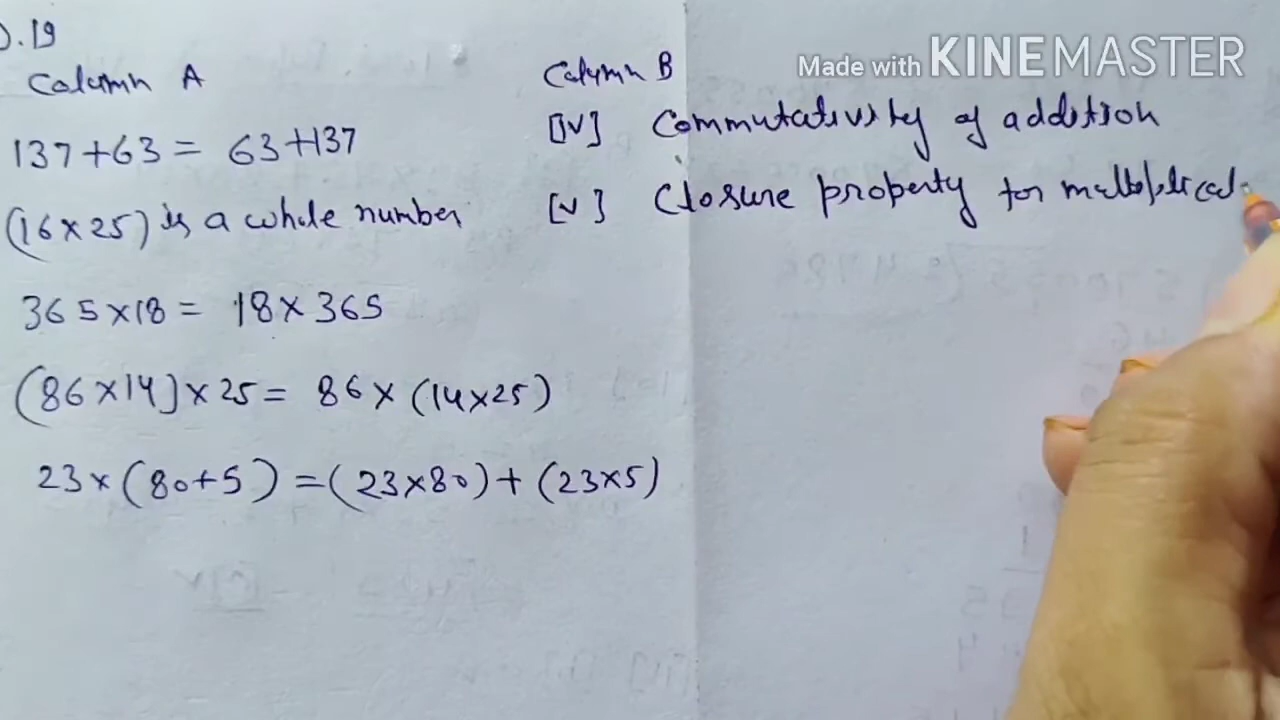 Q.19
Column A Column B
137+63 = 63+137 [IV] Commutativity of addition
(16×25) is a whole number [V] Closure property for multiplicat
365×18 = 18×365
(86×14)×25 = 86×(14×25)
23×(80+5) = (23×80)+(23×5)
Made with KINEMASTER